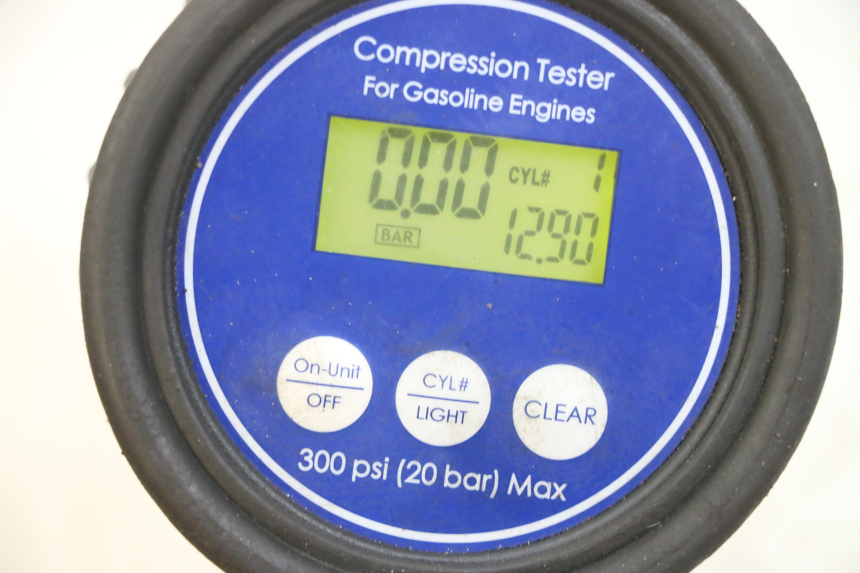 Compression Tester
For Gasoline Engines
0.00 CYL# 1
BAR 12.90
On-Unit
OFF
CYL#
LIGHT
CLEAR
300 psi (20 bar) Max